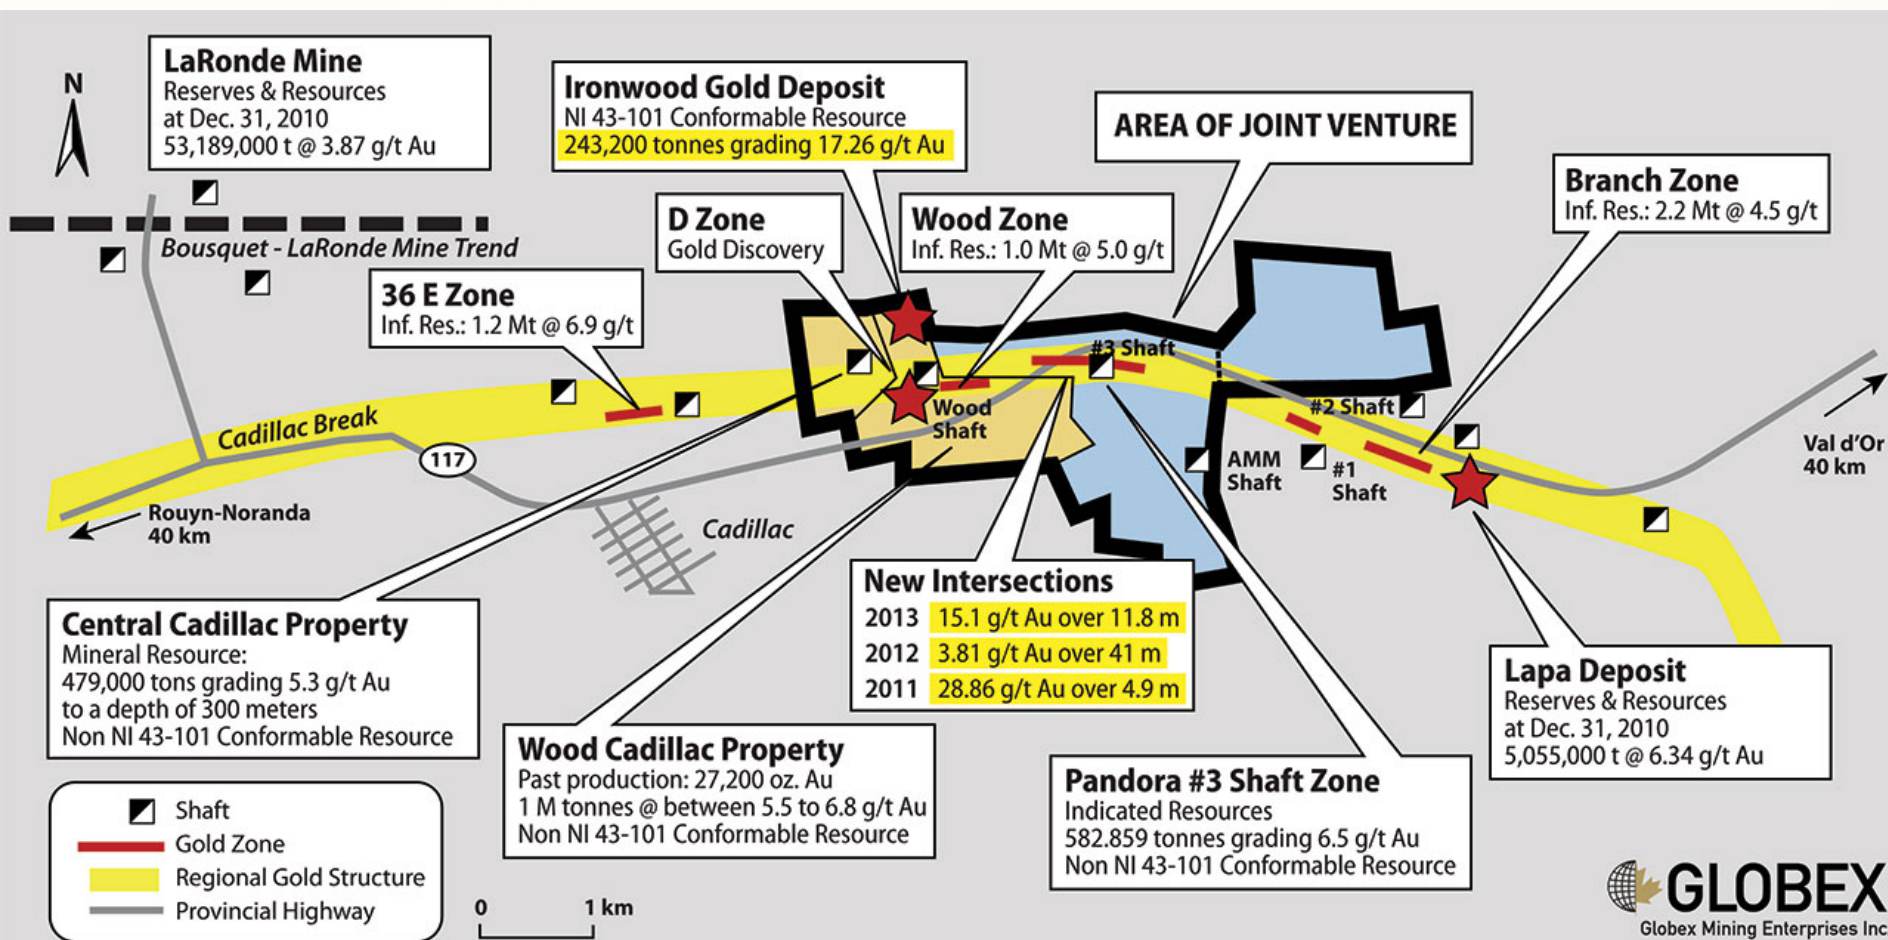 N
LaRonde Mine
Reserves & Resources
at Dec. 31, 2010
53,189,000 t @ 3.87 g/t Au
Ironwood Gold Deposit
NI 43-101 Conformable Resource
243,200 tonnes grading 17.26 g/t Au
AREA OF JOINT VENTURE
Branch Zone
Inf. Res.: 2.2 Mt @ 4.5 g/t
D Zone
Gold Discovery
Wood Zone
Inf. Res.: 1.0 Mt @ 5.0 g/t
Bousquet - LaRonde Mine Trend
36 E Zone
Inf. Res.: 1.2 Mt @ 6.9 g/t
#3 Shaft
Cadillac Break
117
Wood
Shaft
#2 Shaft
AMM
Shaft
#1
Shaft
Val d'Or
40 km
Rouyn-Noranda
40 km
Cadillac
New Intersections
2013 15.1 g/t Au over 11.8 m
2012 3.81 g/t Au over 41 m
2011 28.86 g/t Au over 4.9 m
Central Cadillac Property
Mineral Resource:
479,000 tons grading 5.3 g/t Au
to a depth of 300 meters
Non NI 43-101 Conformable Resource
Wood Cadillac Property
Past production: 27,200 oz. Au
1 M tonnes @ between 5.5 to 6.8 g/t Au
Non NI 43-101 Conformable Resource
Pandora #3 Shaft Zone
Indicated Resources
582.859 tonnes grading 6.5 g/t Au
Non NI 43-101 Conformable Resource
Lapa Deposit
Reserves & Resources
at Dec. 31, 2010
5,055,000 t @ 6.34 g/t Au
Shaft
Gold Zone
Regional Gold Structure
Provincial Highway
0 1 km
GLOBEX
Globex Mining Enterprises Inc